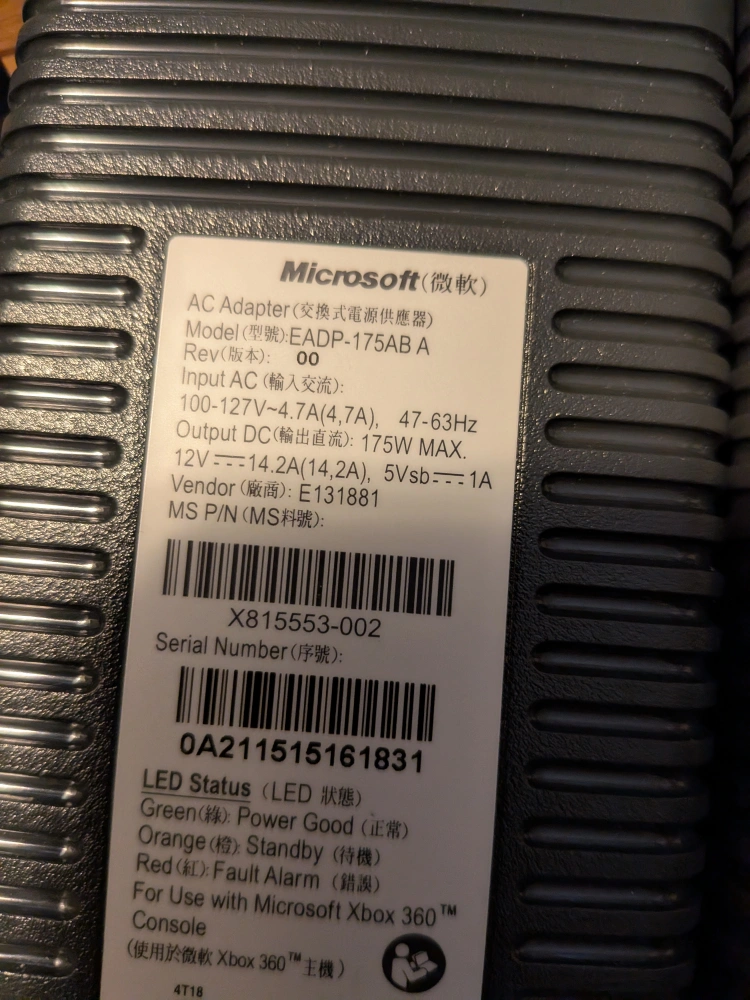 Microsoft(微軟)
AC Adapter(交換式電源供應器)
Model(型號):EADP-175AB A
Rev(版本): 00
Input AC(輸入交流):
100-127V~4.7A(4,7A), 47-63Hz
Output DC(輸出直流): 175W MAX.
12V⎓14.2A(14,2A), 5Vsb⎓1A
Vendor(廠商): E131881
MS P/N(MS料號):
X815553-002
Serial Number(序號):
0A211515161831
LED Status (LED 狀態)
Green(綠): Power Good (正常)
Orange(橙): Standby (待機)
Red(紅): Fault Alarm (錯誤)
For Use with Microsoft Xbox 360™
Console
(使用於微軟 Xbox 360™主機)
4T18